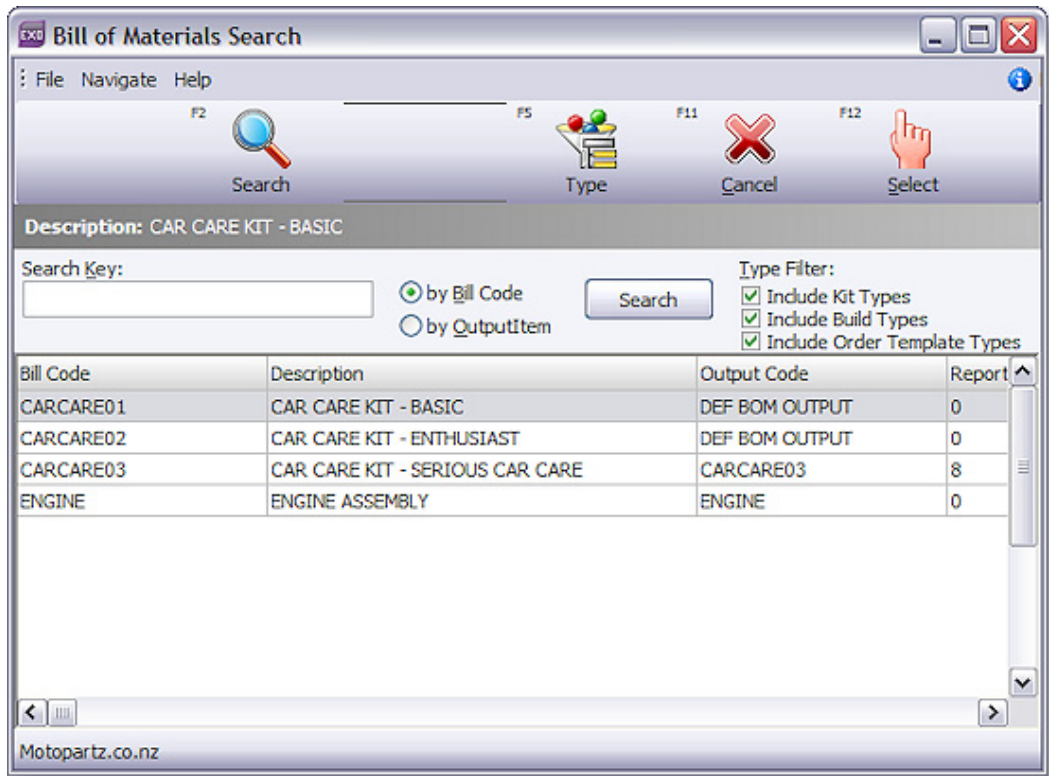 EXO Bill of Materials Search
File Navigate Help
F2 F5 F11 F12
Search Type Cancel Select
Description: CAR CARE KIT - BASIC
Search Key:
by Bill Code
by OutputItem
Search
Type Filter:
Include Kit Types
Include Build Types
Include Order Template Types
Bill Code Description Output Code Report
CARCARE01 CAR CARE KIT - BASIC DEF BOM OUTPUT 0
CARCARE02 CAR CARE KIT - ENTHUSIAST DEF BOM OUTPUT 0
CARCARE03 CAR CARE KIT - SERIOUS CAR CARE CARCARE03 8
ENGINE ENGINE ASSEMBLY ENGINE 0
Motopartz.co.nz